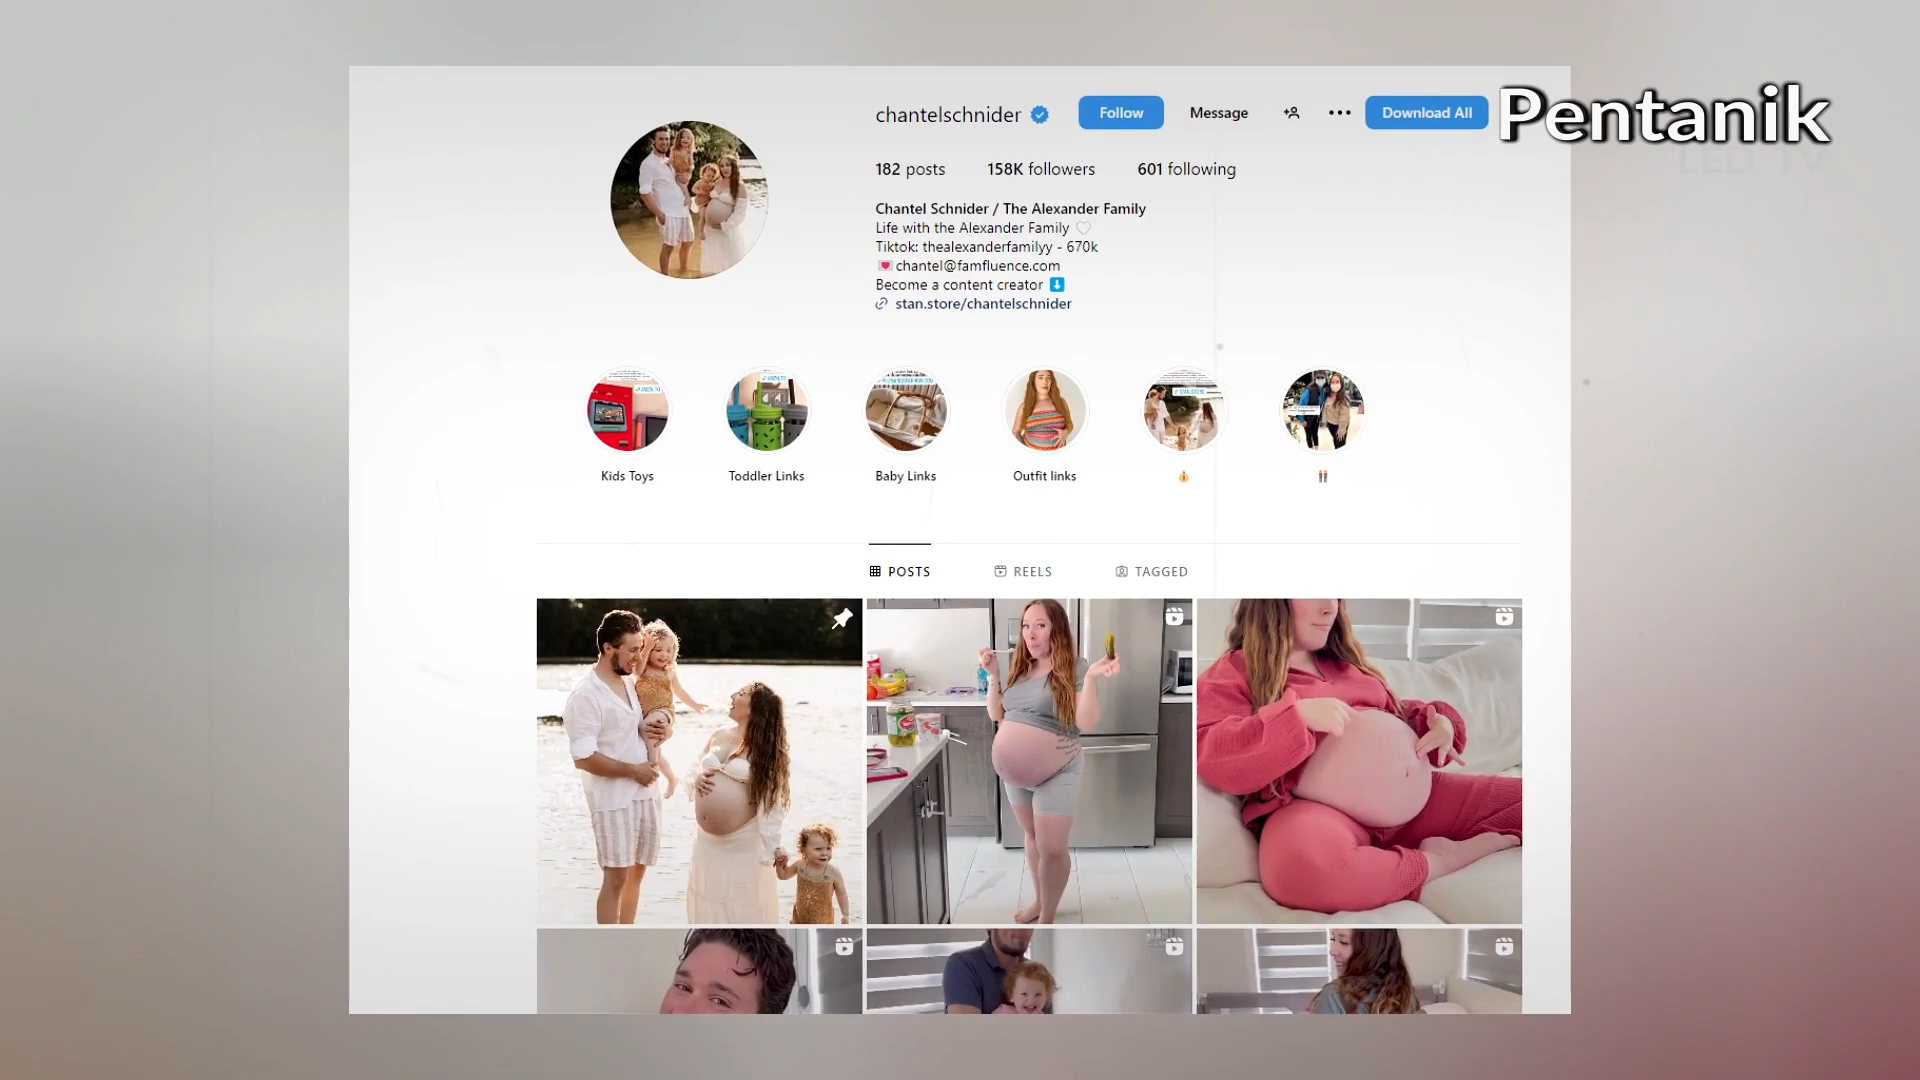 chantelschnider Follow Message Download All
Pentanik
LED TV
182 posts 158K followers 601 following
Chantel Schnider / The Alexander Family
Life with the Alexander Family
Tiktok: thealexanderfamilyy - 670k
chantel@famfluence.com
Become a content creator
stan.store/chantelschnider
Kids Toys Toddler Links Baby Links Outfit links
POSTS REELS TAGGED